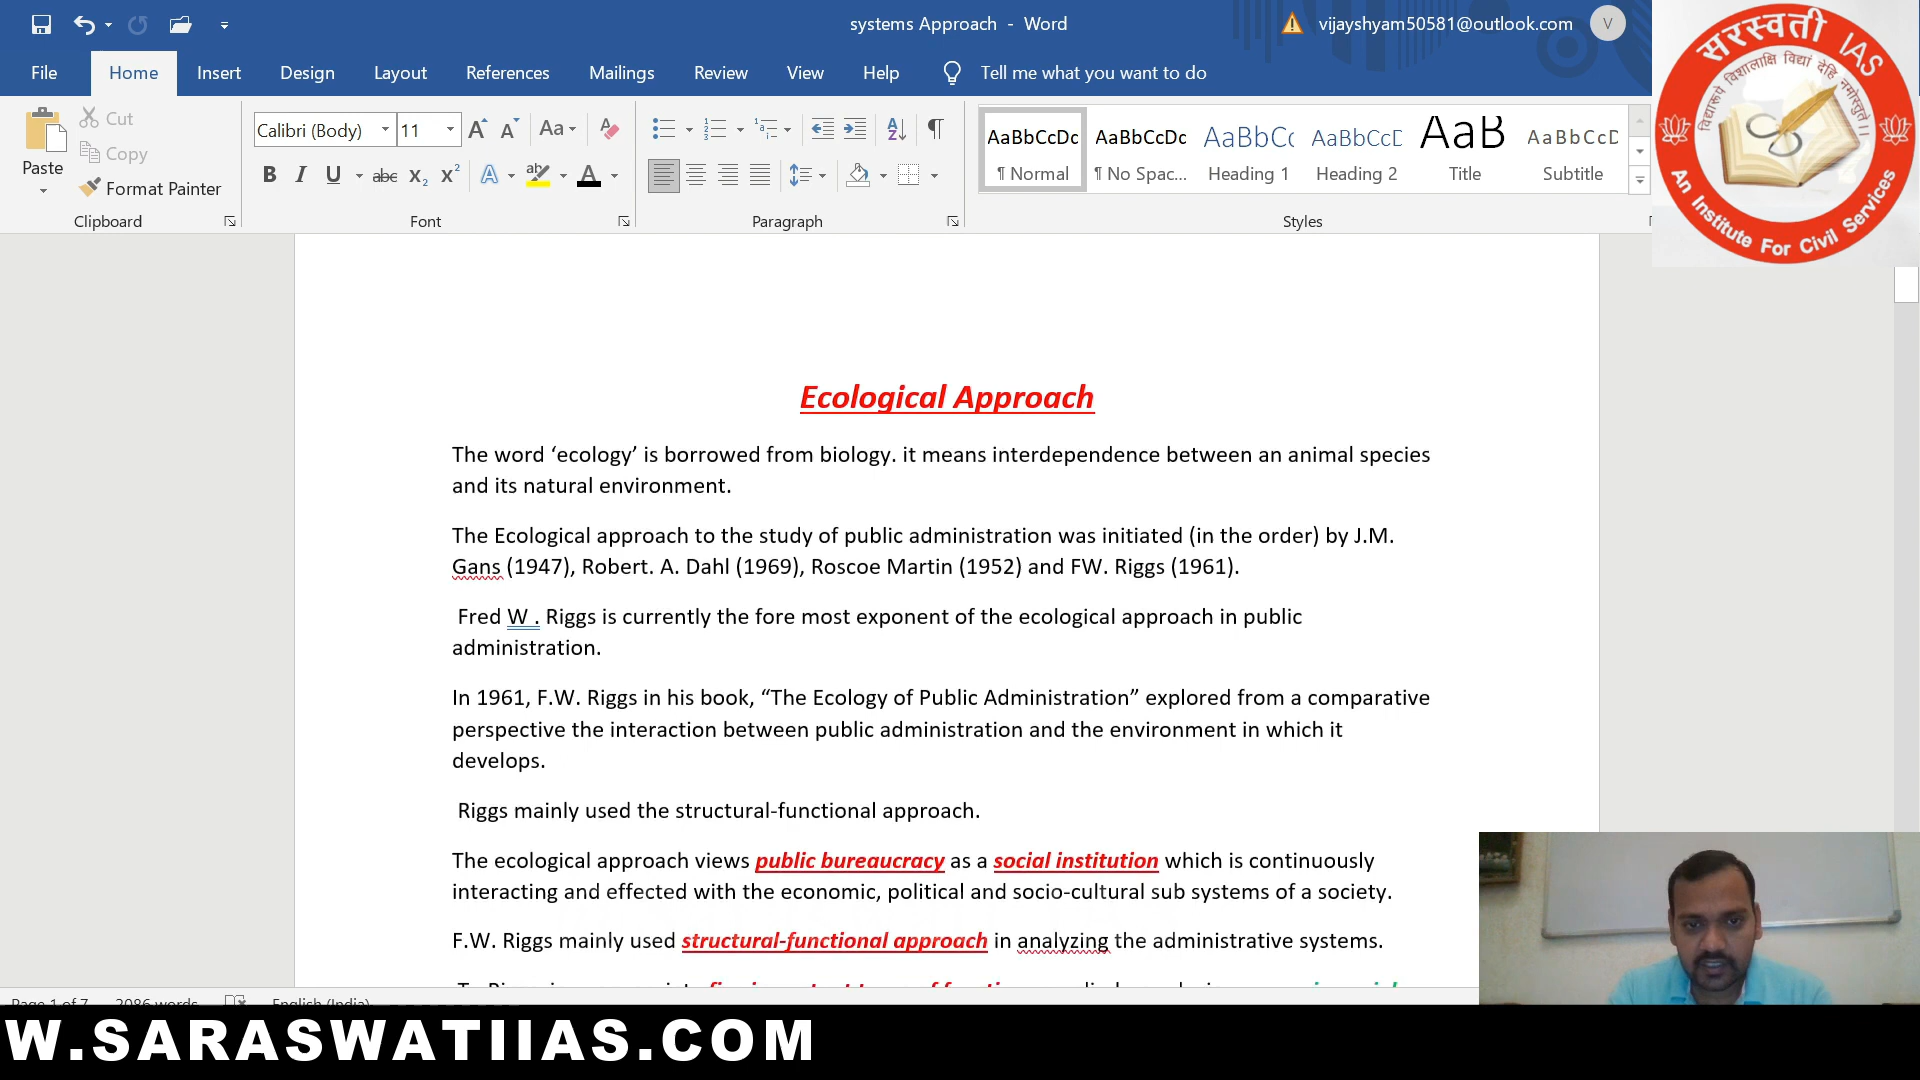 systems Approach - Word
vijayshyam50581@outlook.com V
File Home Insert Design Layout References Mailings Review View Help Tell me what you want to do
Paste Cut
Copy
Format Painter
Calibri (Body) 11
AaBbCcDc AaBbCcDc AaBbCc AaBbCcD AaB AaBbCcD
¶ Normal ¶ No Spac... Heading 1 Heading 2 Title Subtitle
Clipboard Font Paragraph Styles
सरस्वती IAS
विद्यारूपे विशालाक्षि विद्यां देहि नमोस्तुते।।
An Institute For Civil Services
Ecological Approach
The word ‘ecology’ is borrowed from biology. it means interdependence between an animal species
and its natural environment.
The Ecological approach to the study of public administration was initiated (in the order) by J.M.
Gans (1947), Robert. A. Dahl (1969), Roscoe Martin (1952) and FW. Riggs (1961).
Fred W . Riggs is currently the fore most exponent of the ecological approach in public
administration.
In 1961, F.W. Riggs in his book, “The Ecology of Public Administration” explored from a comparative
perspective the interaction between public administration and the environment in which it
develops.
Riggs mainly used the structural-functional approach.
The ecological approach views public bureaucracy as a social institution which is continuously
interacting and effected with the economic, political and socio-cultural sub systems of a society.
F.W. Riggs mainly used structural-functional approach in analyzing the administrative systems.
Page 1 of 7 2086 words English (India)
W.SARASWATIIAS.COM